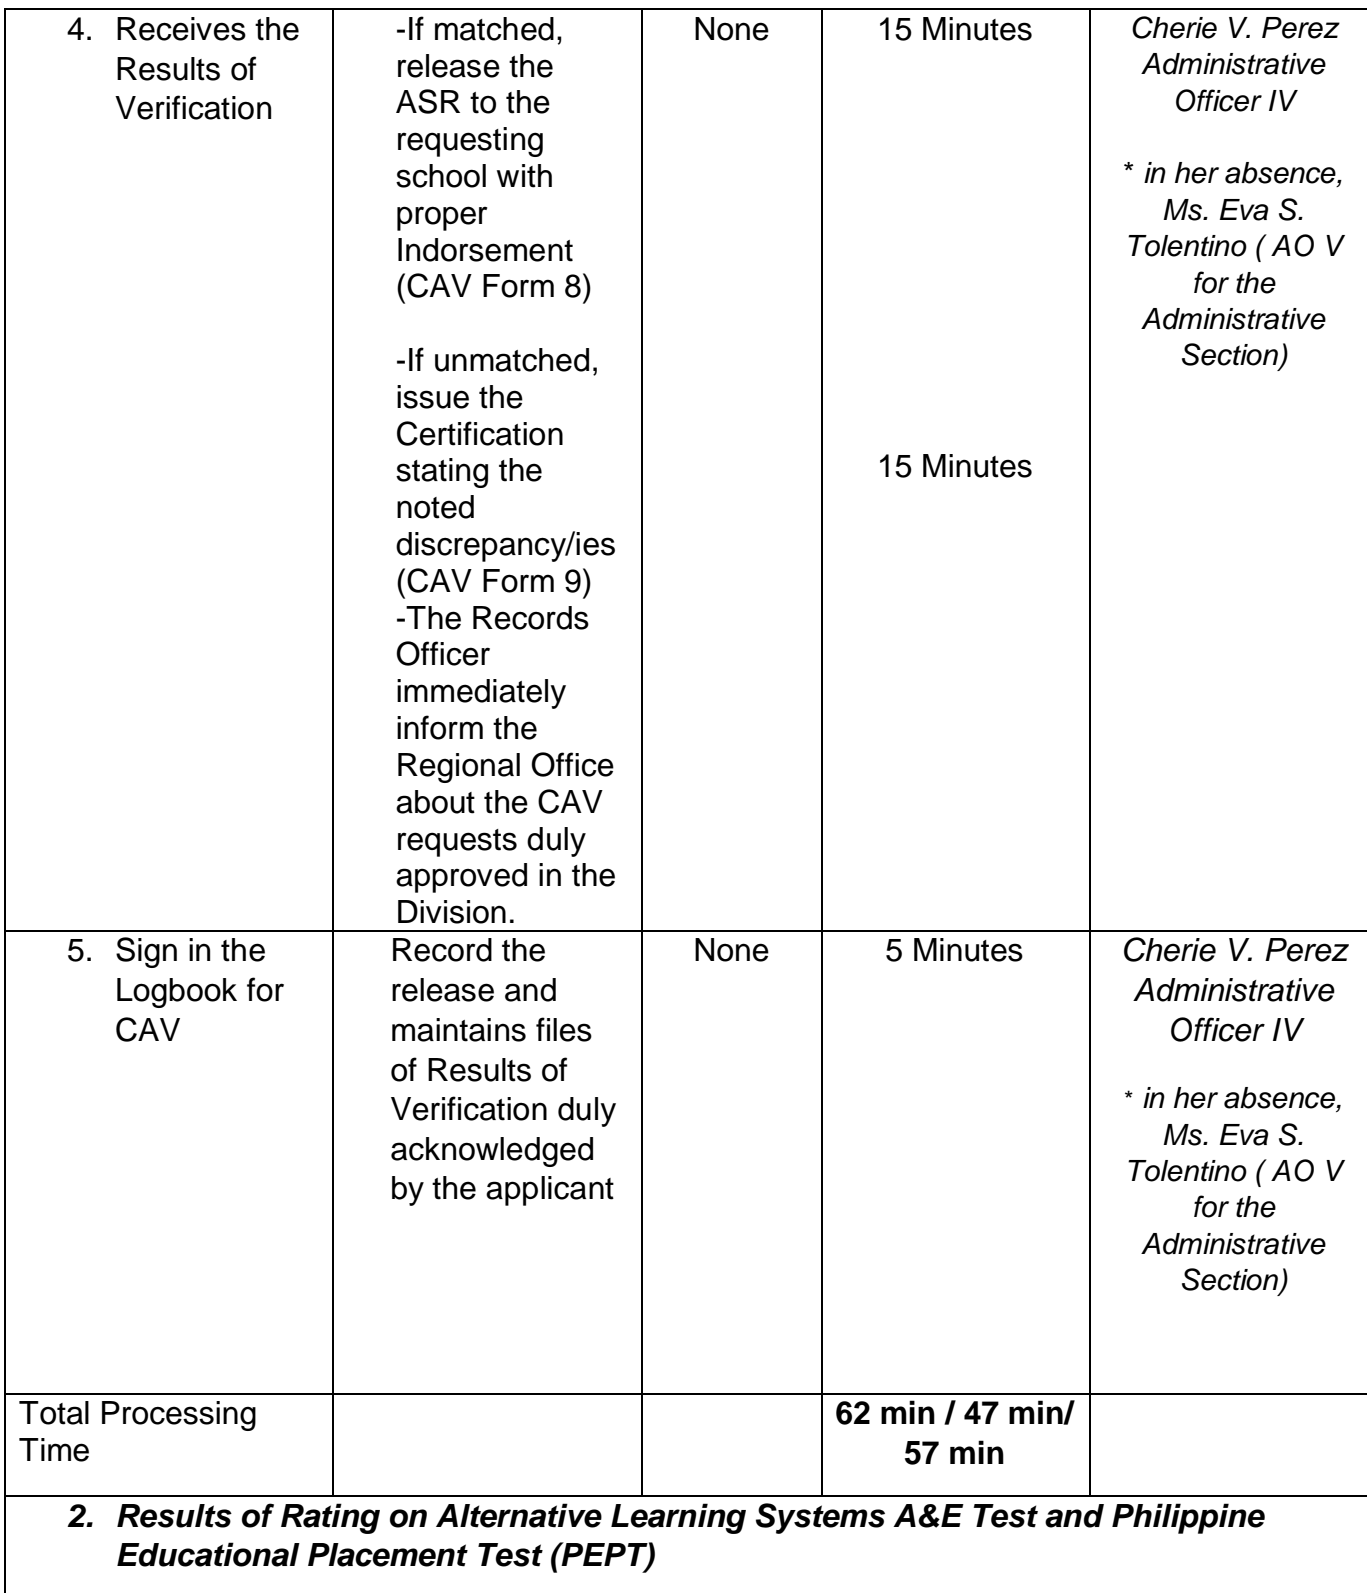 4. Receives the
Results of
Verification
-If matched,
release the
ASR to the
requesting
school with
proper
Indorsement
(CAV Form 8)
-If unmatched,
issue the
Certification
stating the
noted
discrepancy/ies
(CAV Form 9)
-The Records
Officer
immediately
inform the
Regional Office
about the CAV
requests duly
approved in the
Division.
None
15 Minutes
15 Minutes
Cherie V. Perez
Administrative
Officer IV
* in her absence,
Ms. Eva S.
Tolentino ( AO V
for the
Administrative
Section)
5. Sign in the
Logbook for
CAV
Record the
release and
maintains files
of Results of
Verification duly
acknowledged
by the applicant
None
5 Minutes
Cherie V. Perez
Administrative
Officer IV
* in her absence,
Ms. Eva S.
Tolentino ( AO V
for the
Administrative
Section)
Total Processing
Time
62 min / 47 min/
57 min
2. Results of Rating on Alternative Learning Systems A&E Test and Philippine
Educational Placement Test (PEPT)